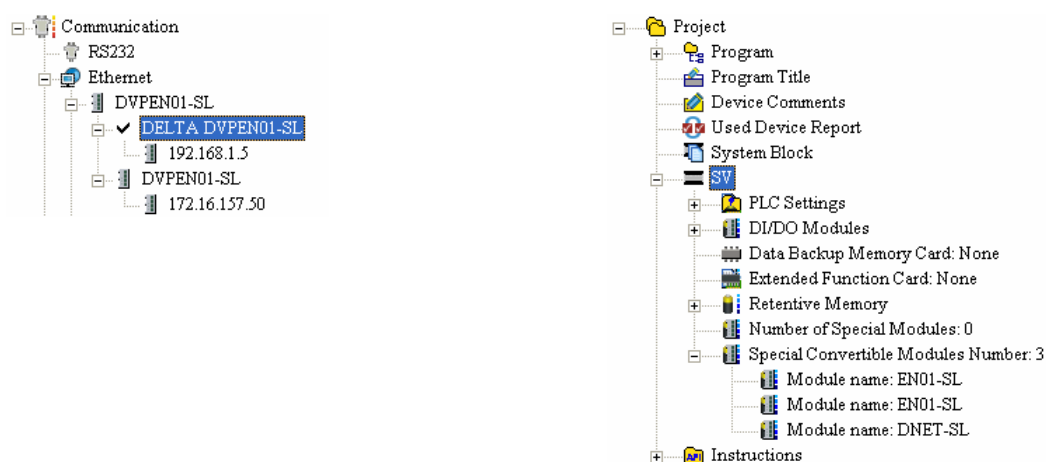 Communication
RS232
Ethernet
DVPEN01-SL
DELTA DVPEN01-SL
192.168.1.5
DVPEN01-SL
172.16.157.50
Project
Program
Program Title
Device Comments
Used Device Report
System Block
SV
PLC Settings
DI/DO Modules
Data Backup Memory Card: None
Extended Function Card: None
Retentive Memory
Number of Special Modules: 0
Special Convertible Modules Number: 3
Module name: EN01-SL
Module name: EN01-SL
Module name: DNET-SL
API
Instructions